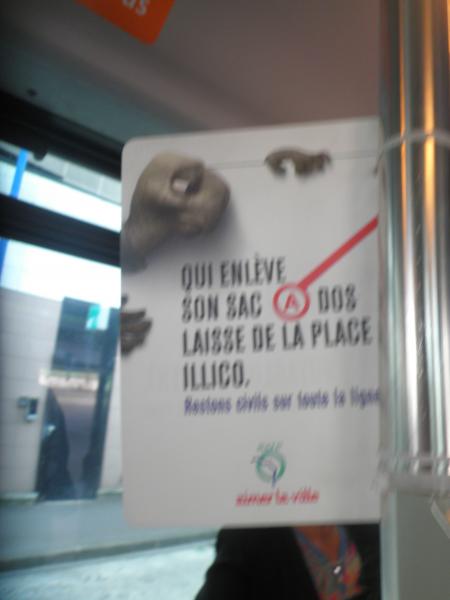 QUI ENLÈVE
SON SAC A DOS
LAISSE DE LA PLACE
ILLICO.
Restons civils sur toute la ligne
aimer la ville